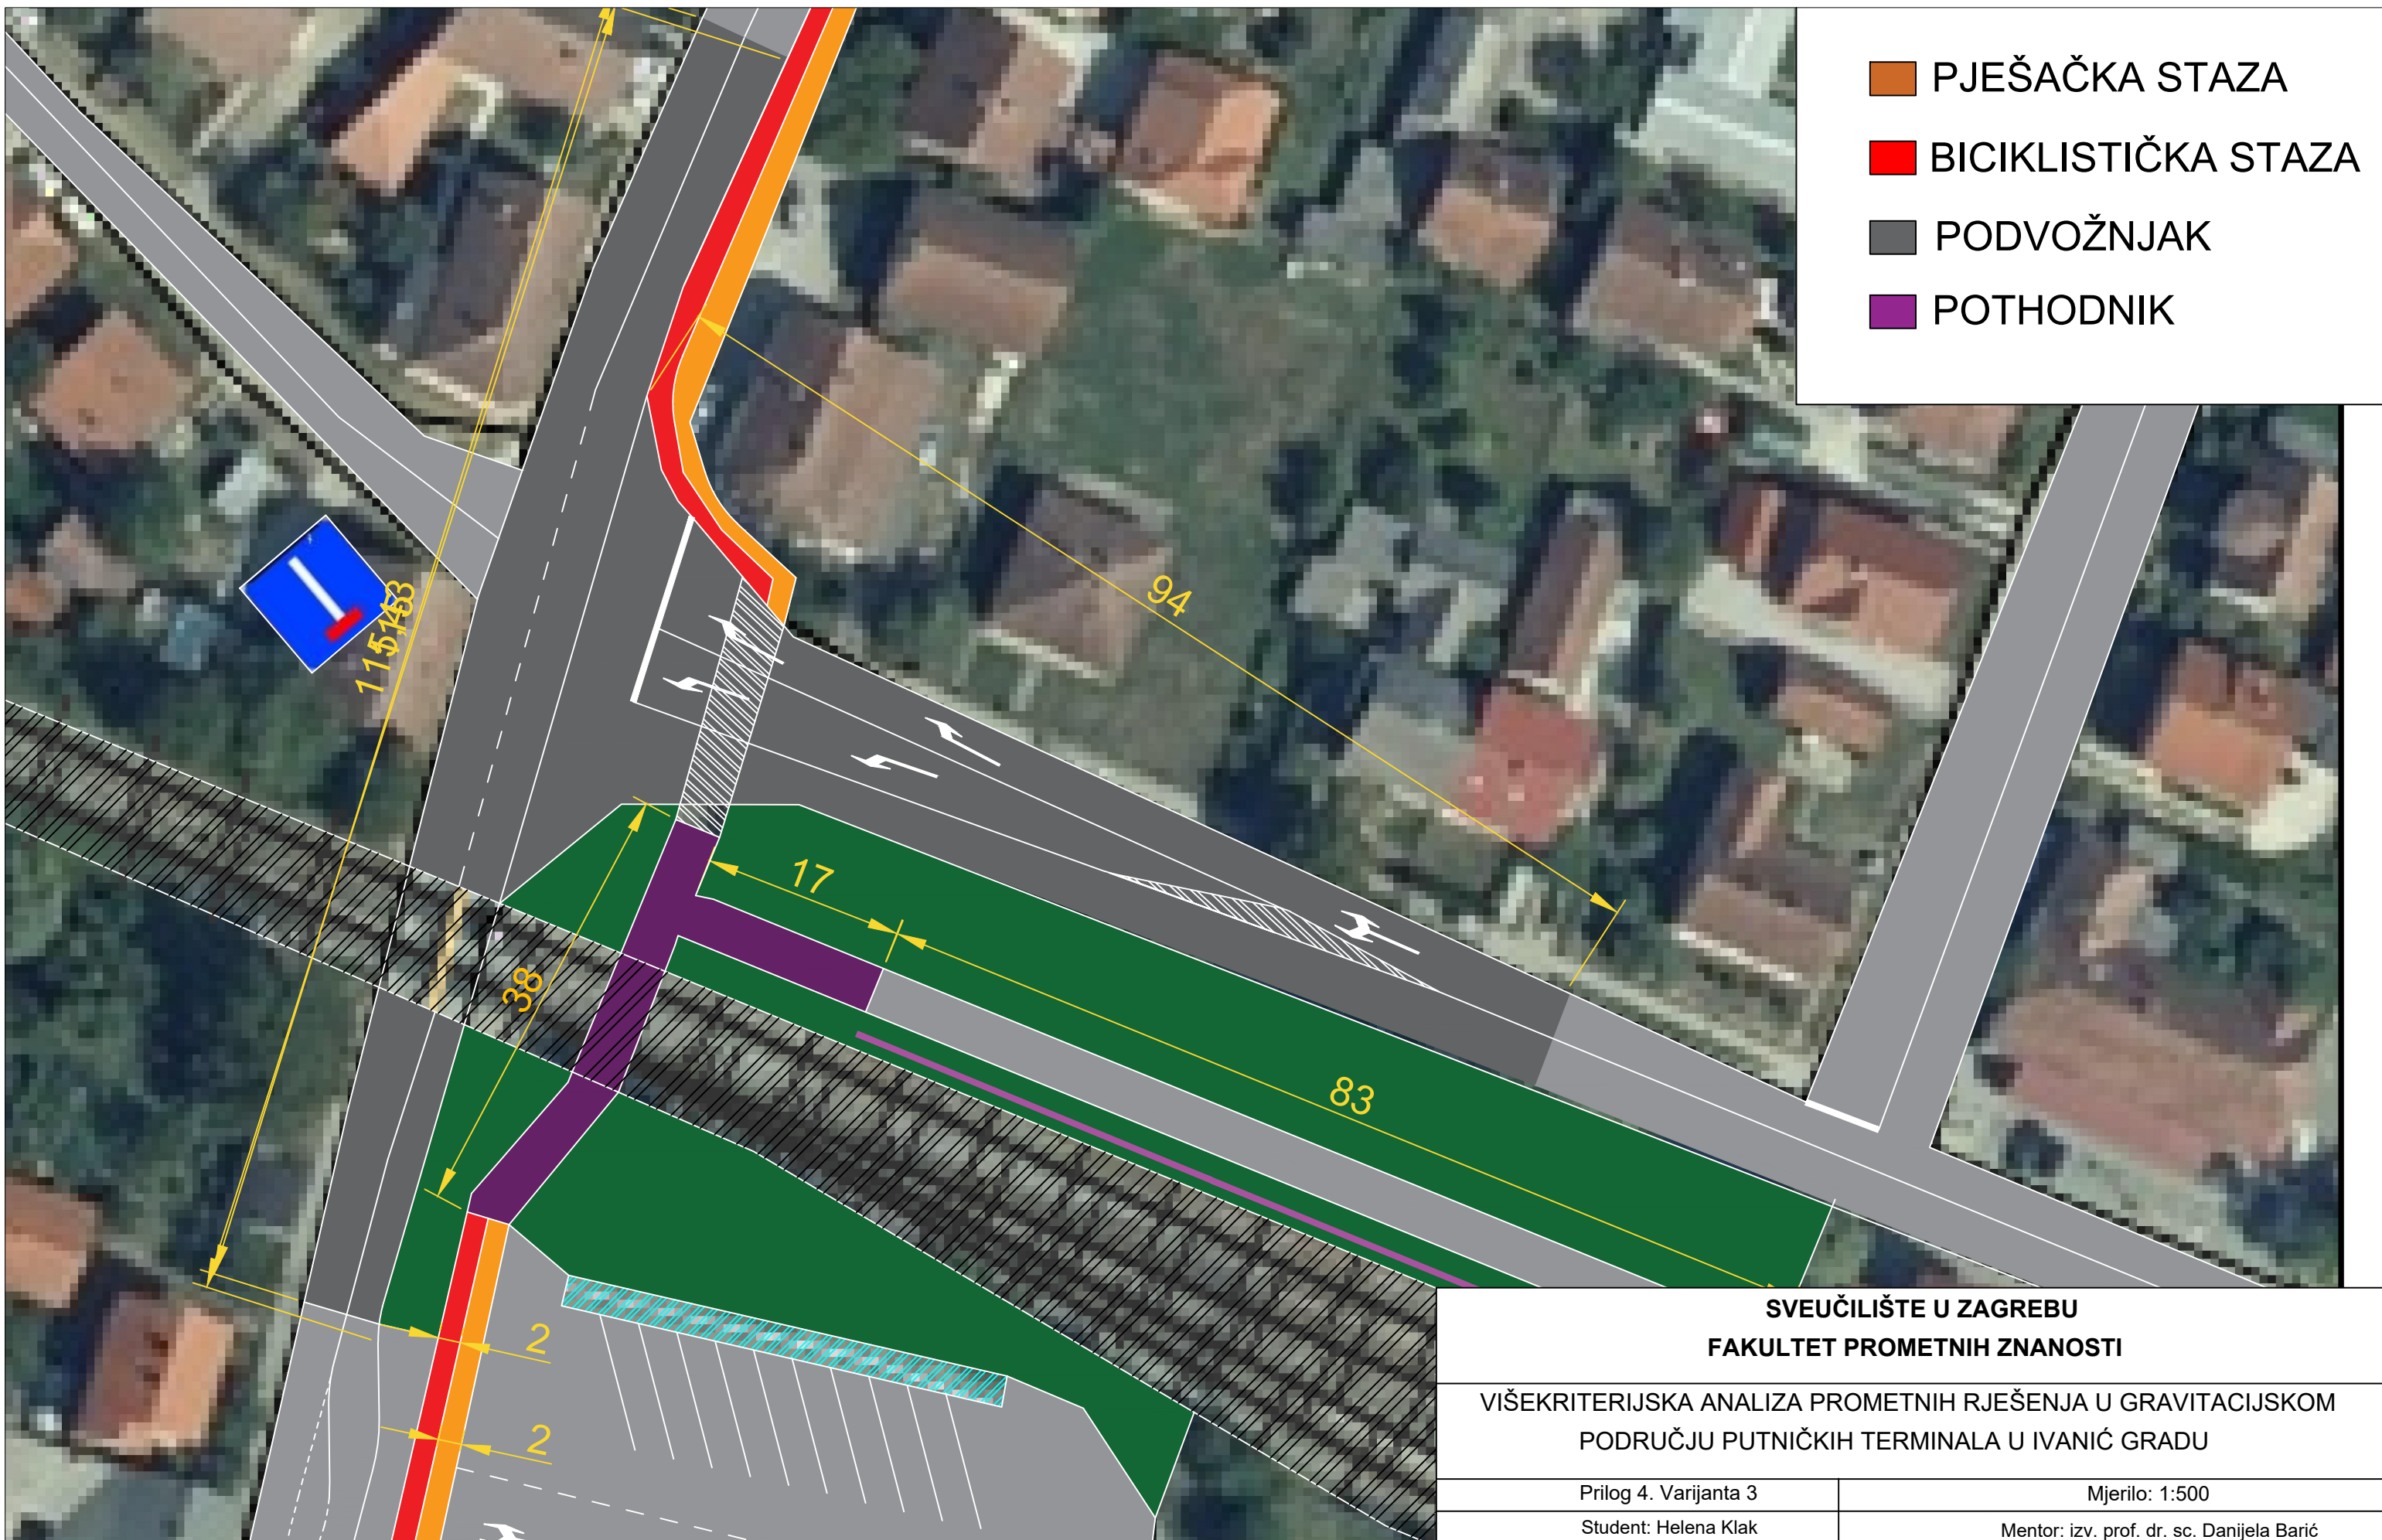 PJEŠAČKA STAZA
BICIKLISTIČKA STAZA
PODVOŽNJAK
POTHODNIK
94
17
38
83
2
2
SVEUČILIŠTE U ZAGREBU
FAKULTET PROMETNIH ZNANOSTI
VIŠEKRITERIJSKA ANALIZA PROMETNIH RJEŠENJA U GRAVITACIJSKOM
PODRUČJU PUTNIČKIH TERMINALA U IVANIĆ GRADU
Prilog 4. Varijanta 3
Mjerilo: 1:500
Student: Helena Klak
Mentor: izv. prof. dr. sc. Danijela Barić